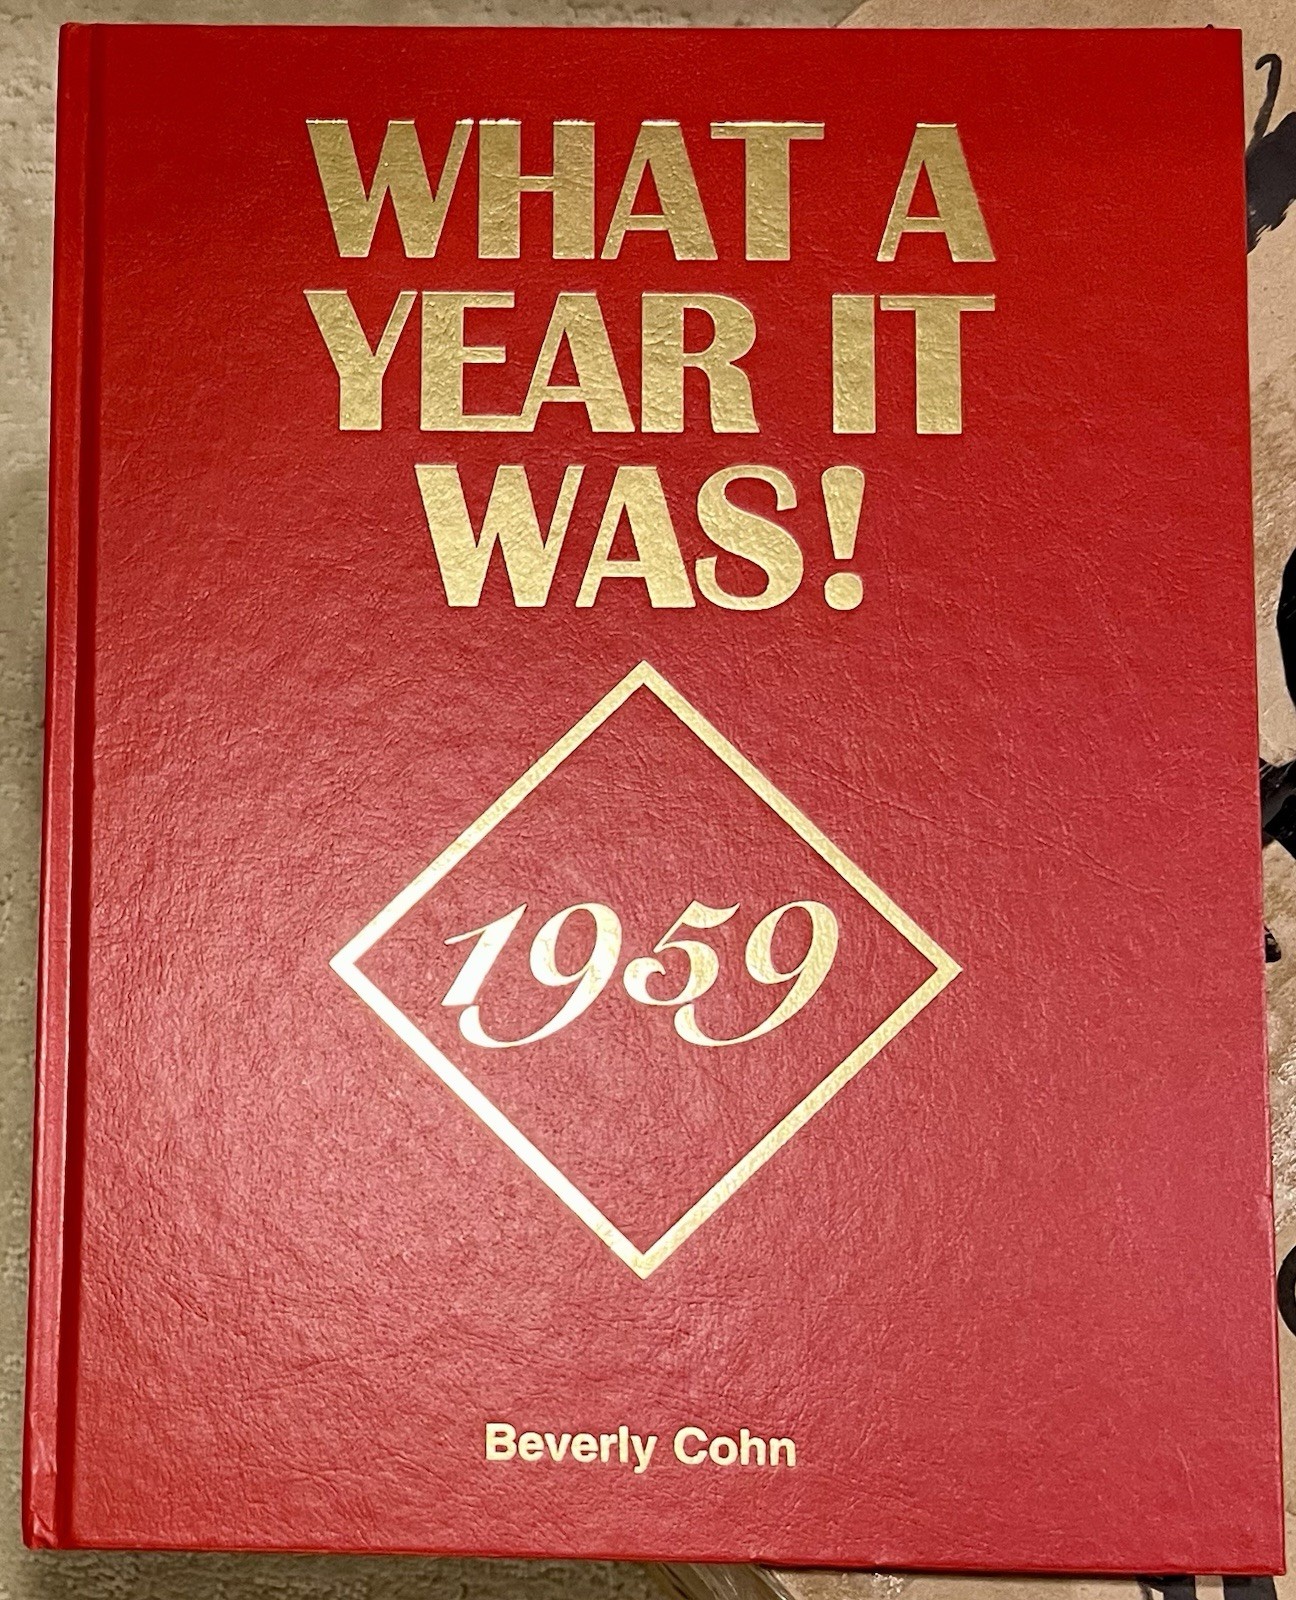 WHAT A
YEAR IT
WAS!
1959
Beverly Cohn